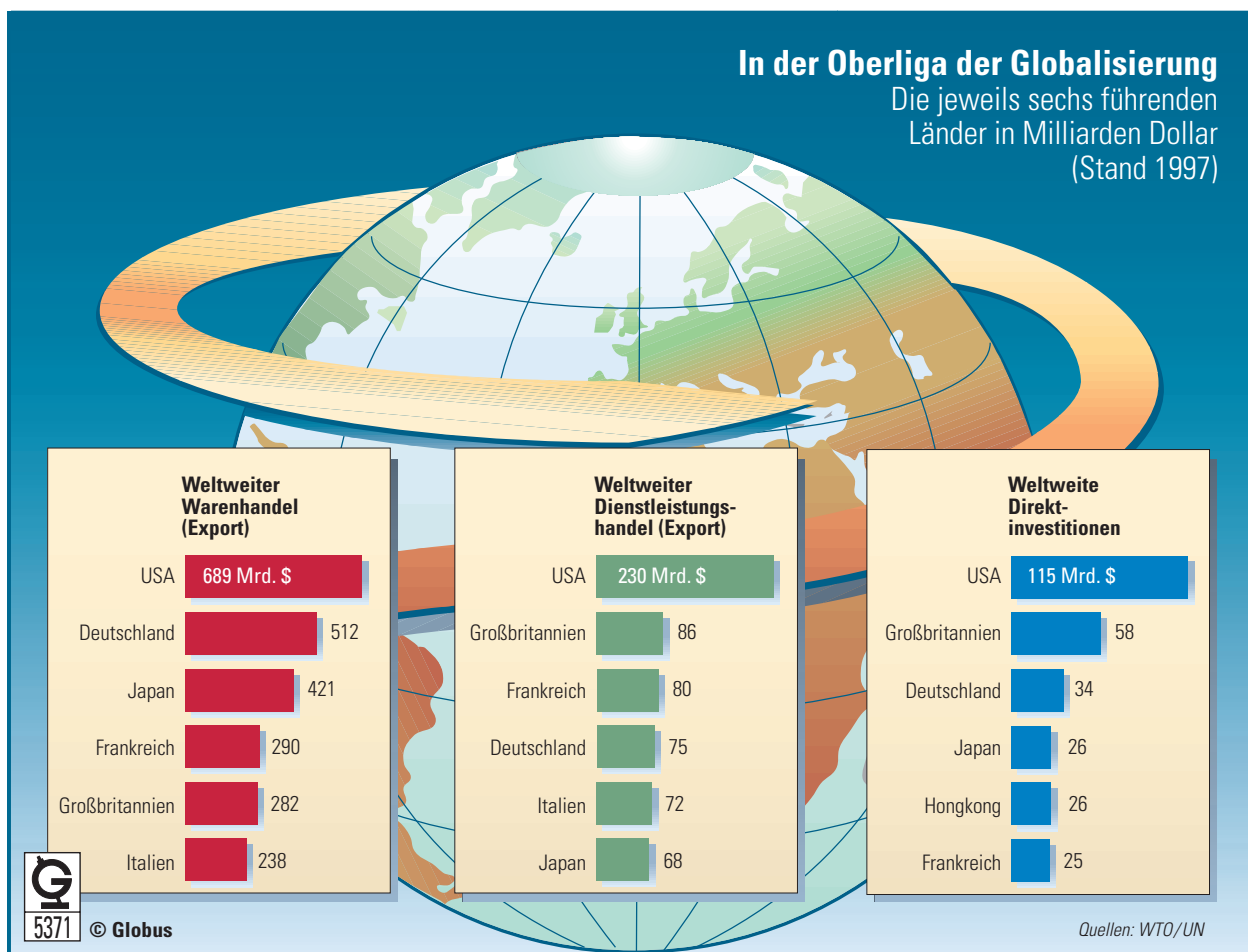 In der Oberliga der Globalisierung
Die jeweils sechs führenden
Länder in Milliarden Dollar
(Stand 1997)
Weltweiter
Warenhandel
(Export)
USA 689 Mrd. $
Deutschland 512
Japan 421
Frankreich 290
Großbritannien 282
Italien 238
Weltweiter
Dienstleistungs-
handel (Export)
USA 230 Mrd. $
Großbritannien 86
Frankreich 80
Deutschland 75
Italien 72
Japan 68
Weltweite
Direkt-
investitionen
USA 115 Mrd. $
Großbritannien 58
Deutschland 34
Japan 26
Hongkong 26
Frankreich 25
G
5371 © Globus
Quellen: WTO/UN